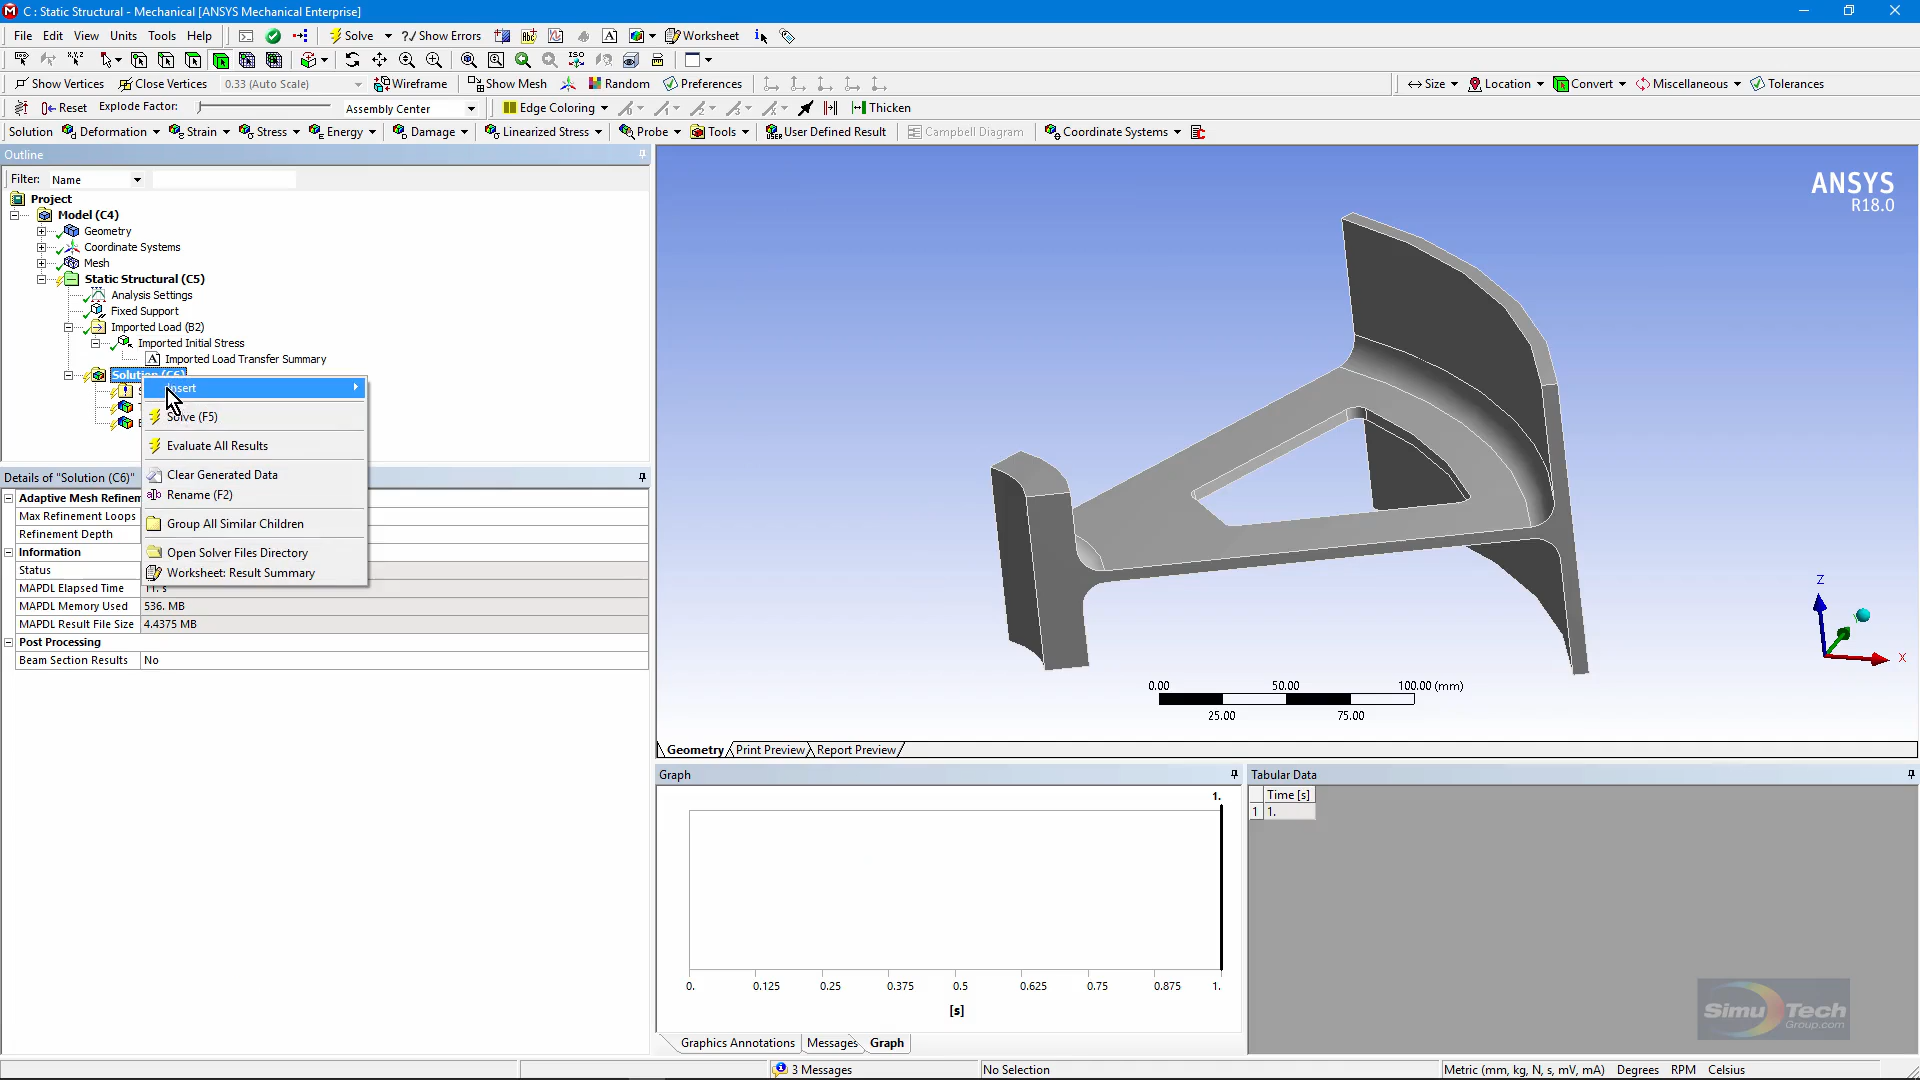 C : Static Structural - Mechanical [ANSYS Mechanical Enterprise]
File Edit View Units Tools Help Solve ?/ Show Errors Worksheet
Show Vertices Close Vertices 0.33 (Auto Scale) Wireframe Show Mesh Random Preferences Size Location Convert Miscellaneous Tolerances
Reset Explode Factor: Assembly Center Edge Coloring Thicken
Solution Deformation Strain Stress Energy Damage Linearized Stress Probe Tools User Defined Result Campbell Diagram Coordinate Systems
Outline
Filter: Name
Project
Model (C4)
Geometry
Coordinate Systems
Mesh
Static Structural (C5)
Analysis Settings
Fixed Support
Imported Load (B2)
Imported Initial Stress
Imported Load Transfer Summary
Solution (C6)
Insert
Solve (F5)
Evaluate All Results
Clear Generated Data
Rename (F2)
Group All Similar Children
Open Solver Files Directory
Worksheet: Result Summary
Details of "Solution (C6)"
Adaptive Mesh Refinem
Max Refinement Loops
Refinement Depth
Information
Status
MAPDL Elapsed Time 11. s
MAPDL Memory Used 536. MB
MAPDL Result File Size 4.4375 MB
Post Processing
Beam Section Results No
ANSYS
R18.0
Z
X
0.00 50.00 100.00 (mm)
25.00 75.00
Geometry Print Preview Report Preview
Graph
1.
0. 0.125 0.25 0.375 0.5 0.625 0.75 0.875 1.
[s]
Graphics Annotations Messages Graph
Tabular Data
Time [s]
1 1.
SimuTech
Group.com
3 Messages No Selection Metric (mm, kg, N, s, mV, mA) Degrees RPM Celsius